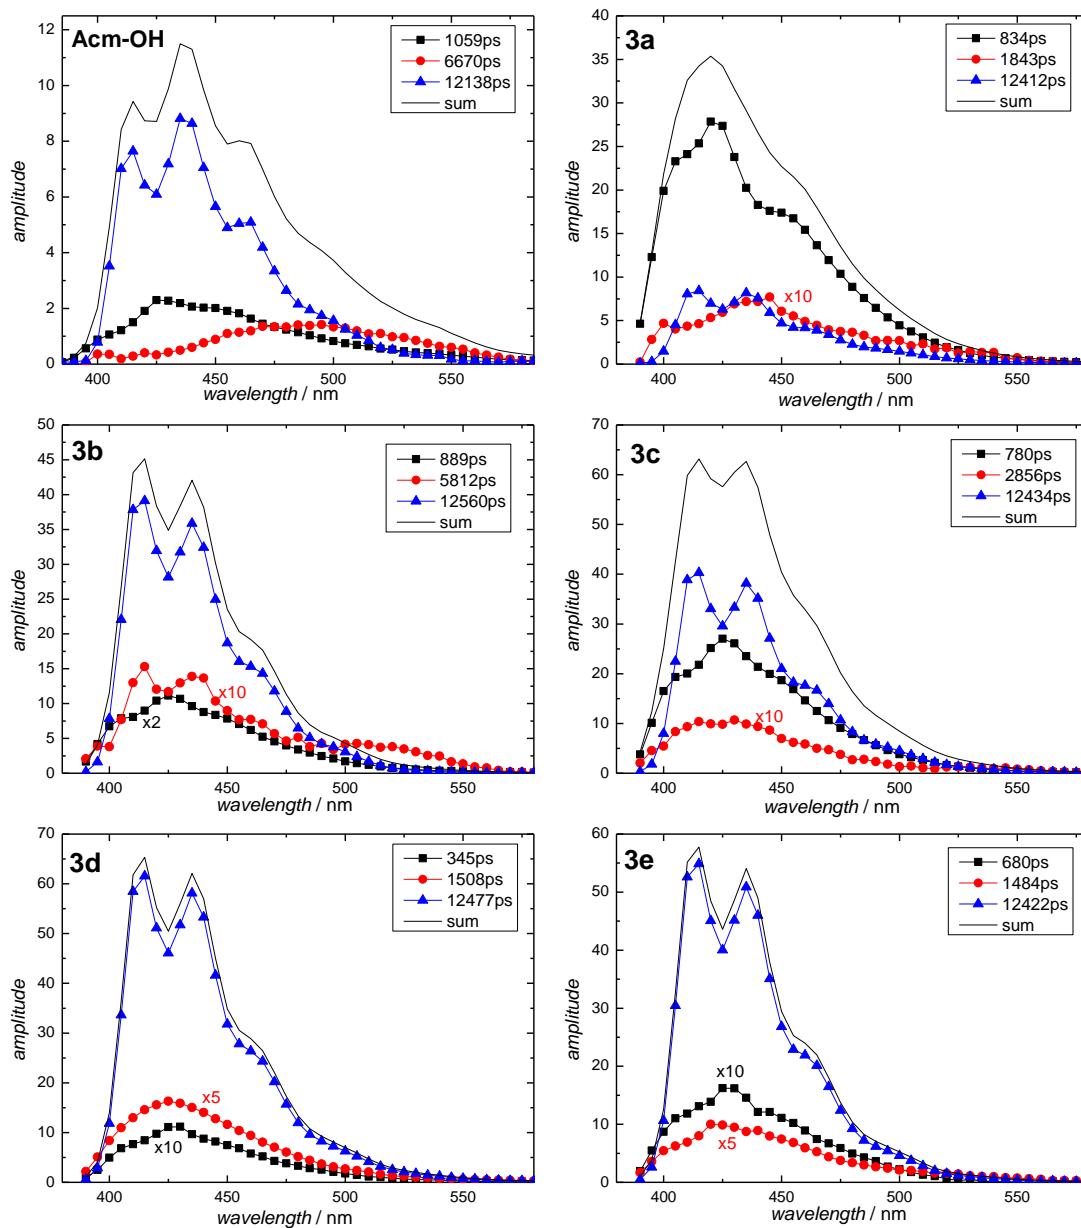 Acm-OH
1059ps
6670ps
12138ps
sum
12
10
8
6
4
2
0
amplitude
400
450
500
550
wavelength / nm
3a
834ps
1843ps
12412ps
sum
40
35
30
25
20
15
10
5
0
x10
amplitude
400
450
500
550
wavelength / nm
3b
889ps
5812ps
12560ps
sum
50
45
40
35
30
25
20
15
10
5
0
x10
x2
amplitude
400
450
500
550
wavelength / nm
3c
780ps
2856ps
12434ps
sum
70
60
50
40
30
20
10
0
x10
amplitude
400
450
500
550
wavelength / nm
3d
345ps
1508ps
12477ps
sum
70
60
50
40
30
20
10
0
x5
x10
amplitude
400
450
500
550
wavelength / nm
3e
680ps
1484ps
12422ps
sum
60
50
40
30
20
10
0
x10
x5
amplitude
400
450
500
550
wavelength / nm